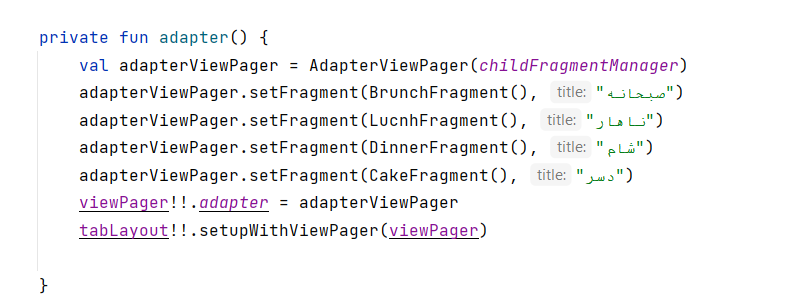 private fun adapter() {
val adapterViewPager = AdapterViewPager(childFragmentManager)
adapterViewPager.setFragment(BrunchFragment(), title: "صبحانه")
adapterViewPager.setFragment(LucnhFragment(), title: "ناهار")
adapterViewPager.setFragment(DinnerFragment(), title: "شام")
adapterViewPager.setFragment(CakeFragment(), title: "دسر")
viewPager!!.adapter = adapterViewPager
tabLayout!!.setupWithViewPager(viewPager)
}